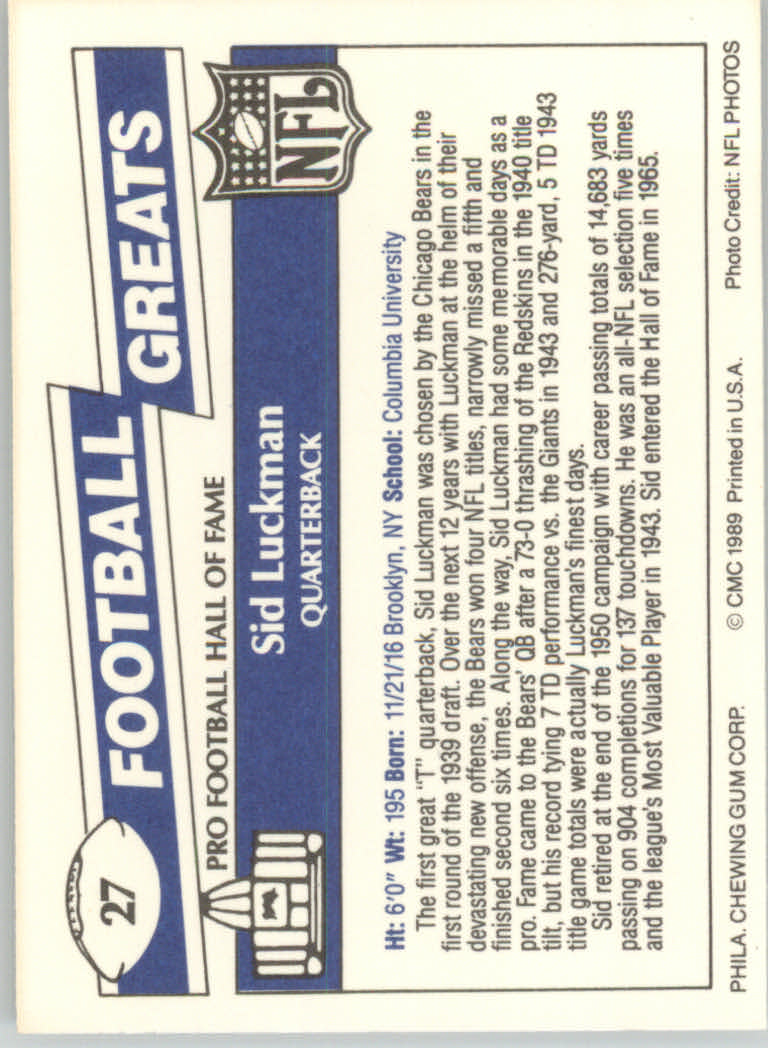 27 FOOTBALL GREATS
PRO FOOTBALL HALL OF FAME
NFL
Sid Luckman
QUARTERBACK
Ht: 6'0" Wt: 195 Born: 11/21/16 Brooklyn, NY School: Columbia University
The first great "T" quarterback, Sid Luckman was chosen by the Chicago Bears in the
first round of the 1939 draft. Over the next 12 years with Luckman at the helm of their
devastating new offense, the Bears won four NFL titles, narrowly missed a fifth and
finished second six times. Along the way, Sid Luckman had some memorable days as a
pro. Fame came to the Bears' QB after a 73-0 thrashing of the Redskins in the 1940 title
tilt, but his record tying 7 TD performance vs. the Giants in 1943 and 276-yard, 5 TD 1943
title game totals were actually Luckman's finest days.
Sid retired at the end of the 1950 campaign with career passing totals of 14,683 yards
passing on 904 completions for 137 touchdowns. He was an all-NFL selection five times
and the league's Most Valuable Player in 1943. Sid entered the Hall of Fame in 1965.
PHILA. CHEWING GUM CORP. © CMC 1989 Printed in U.S.A. Photo Credit: NFL PHOTOS